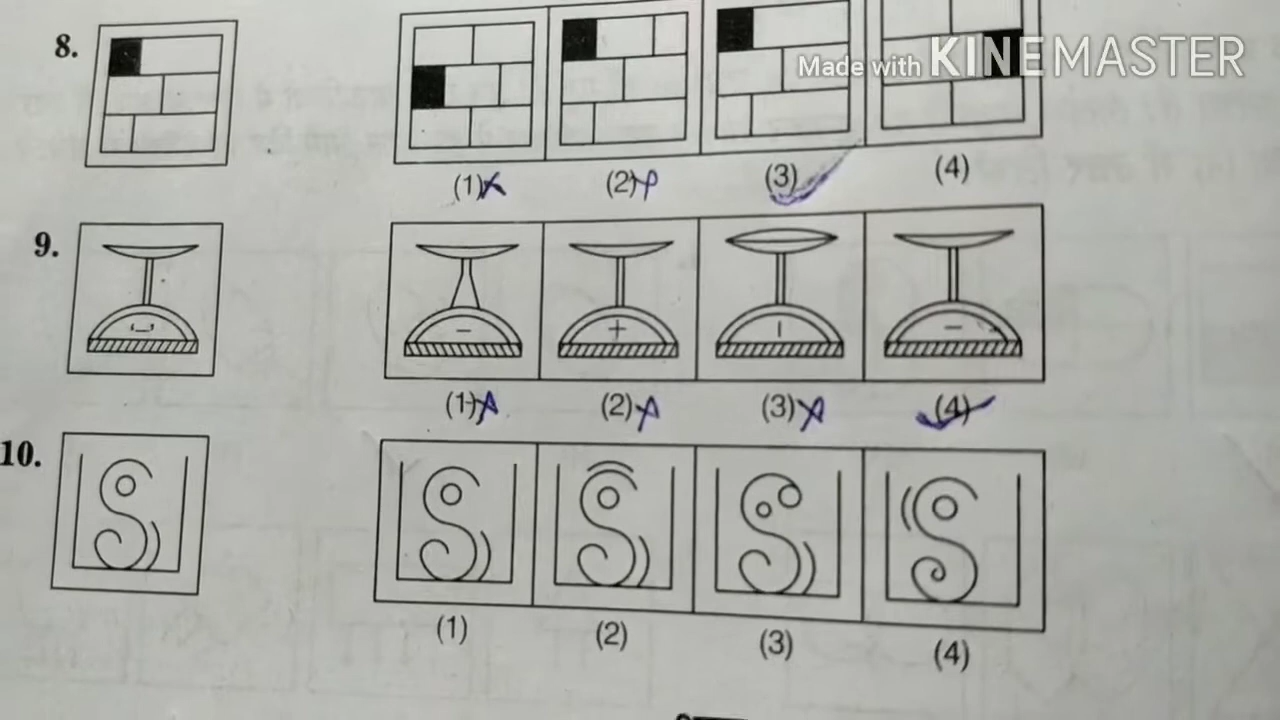 8.
Made with KINEMASTER
(1) (2) (3) (4)
9.
(1) (2) (3) (4)
10.
(1) (2) (3) (4)